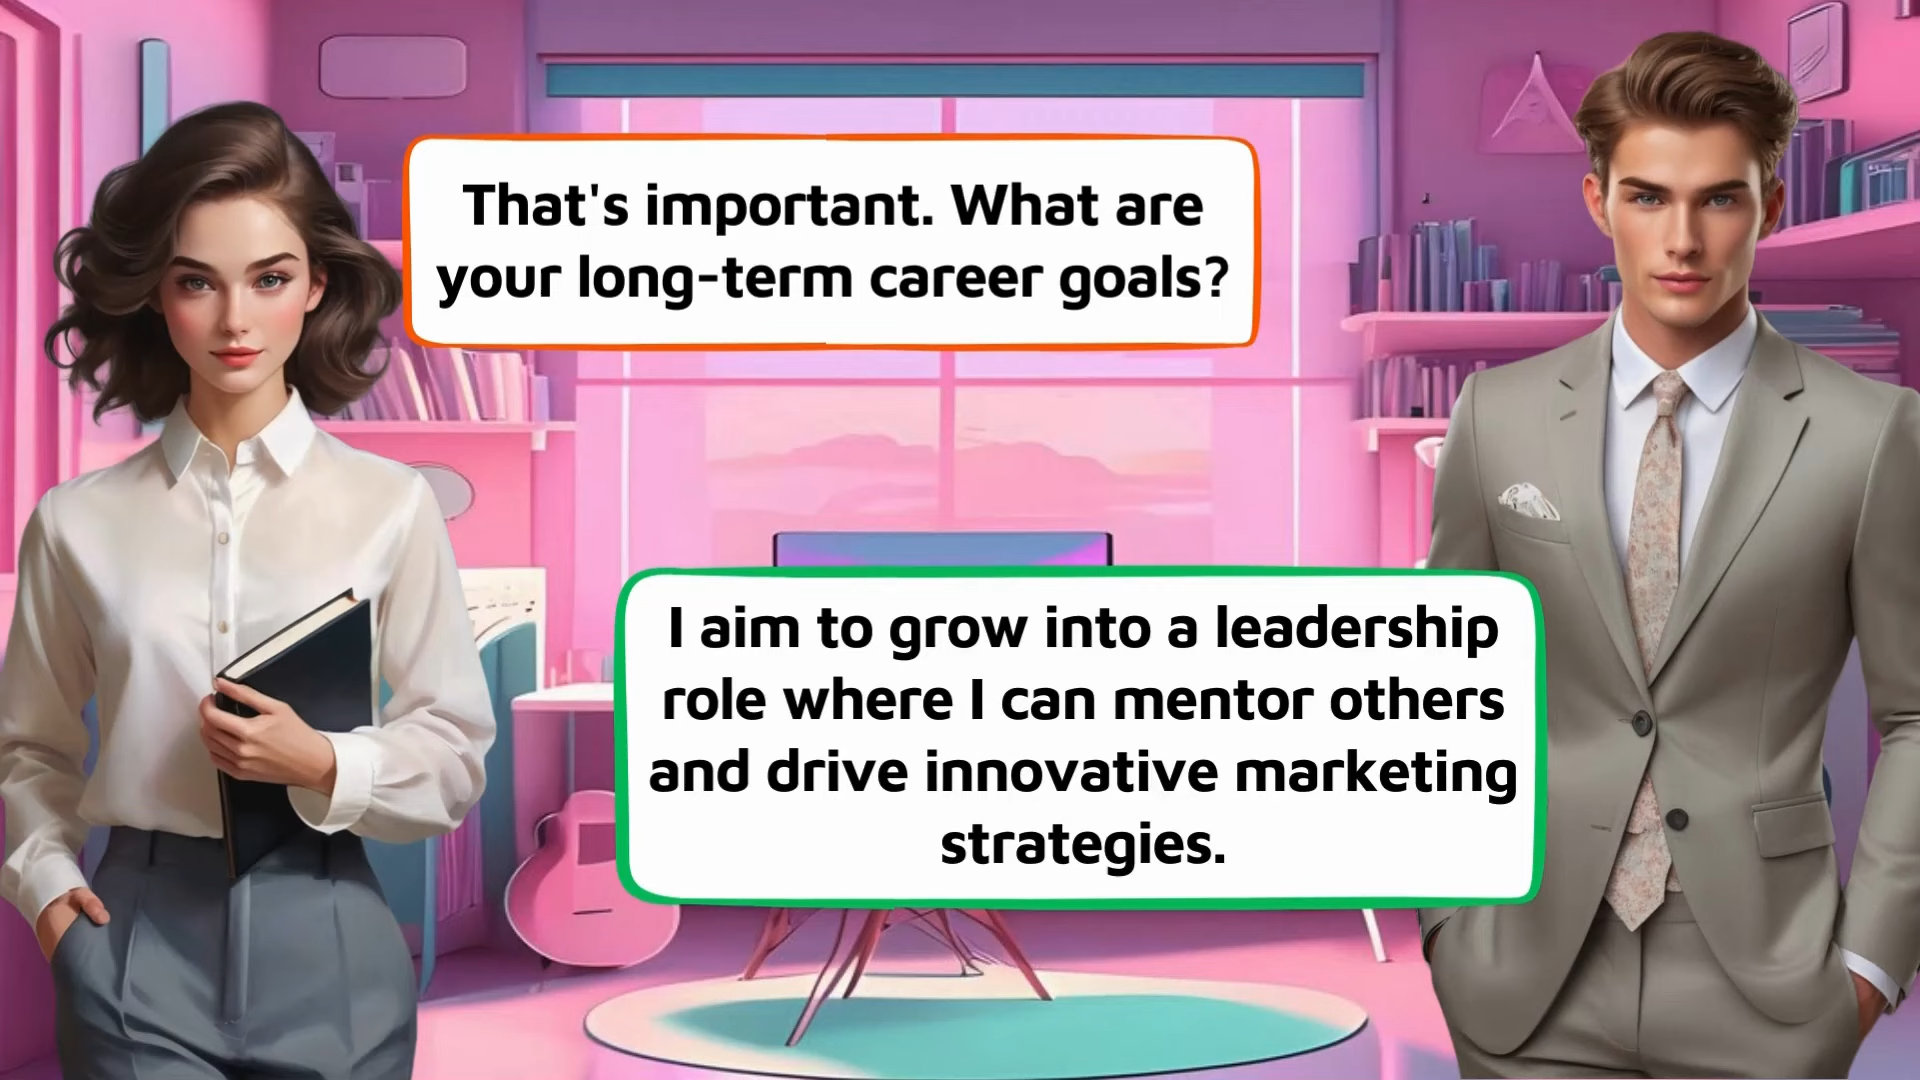 That's important. What are
your long-term career goals?
I aim to grow into a leadership
role where I can mentor others
and drive innovative marketing
strategies.